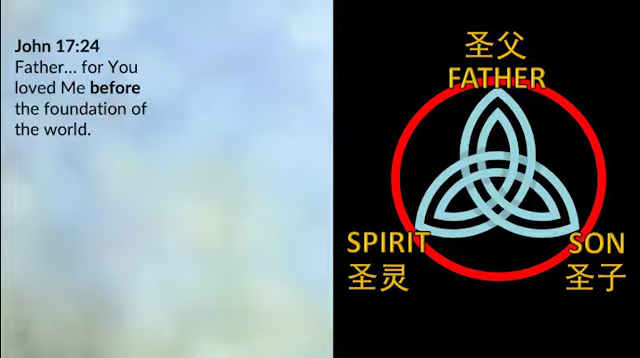 John 17:24
Father... for You
loved Me before
the foundation of
the world.
圣父
FATHER
SPIRIT
圣灵
SON
圣子